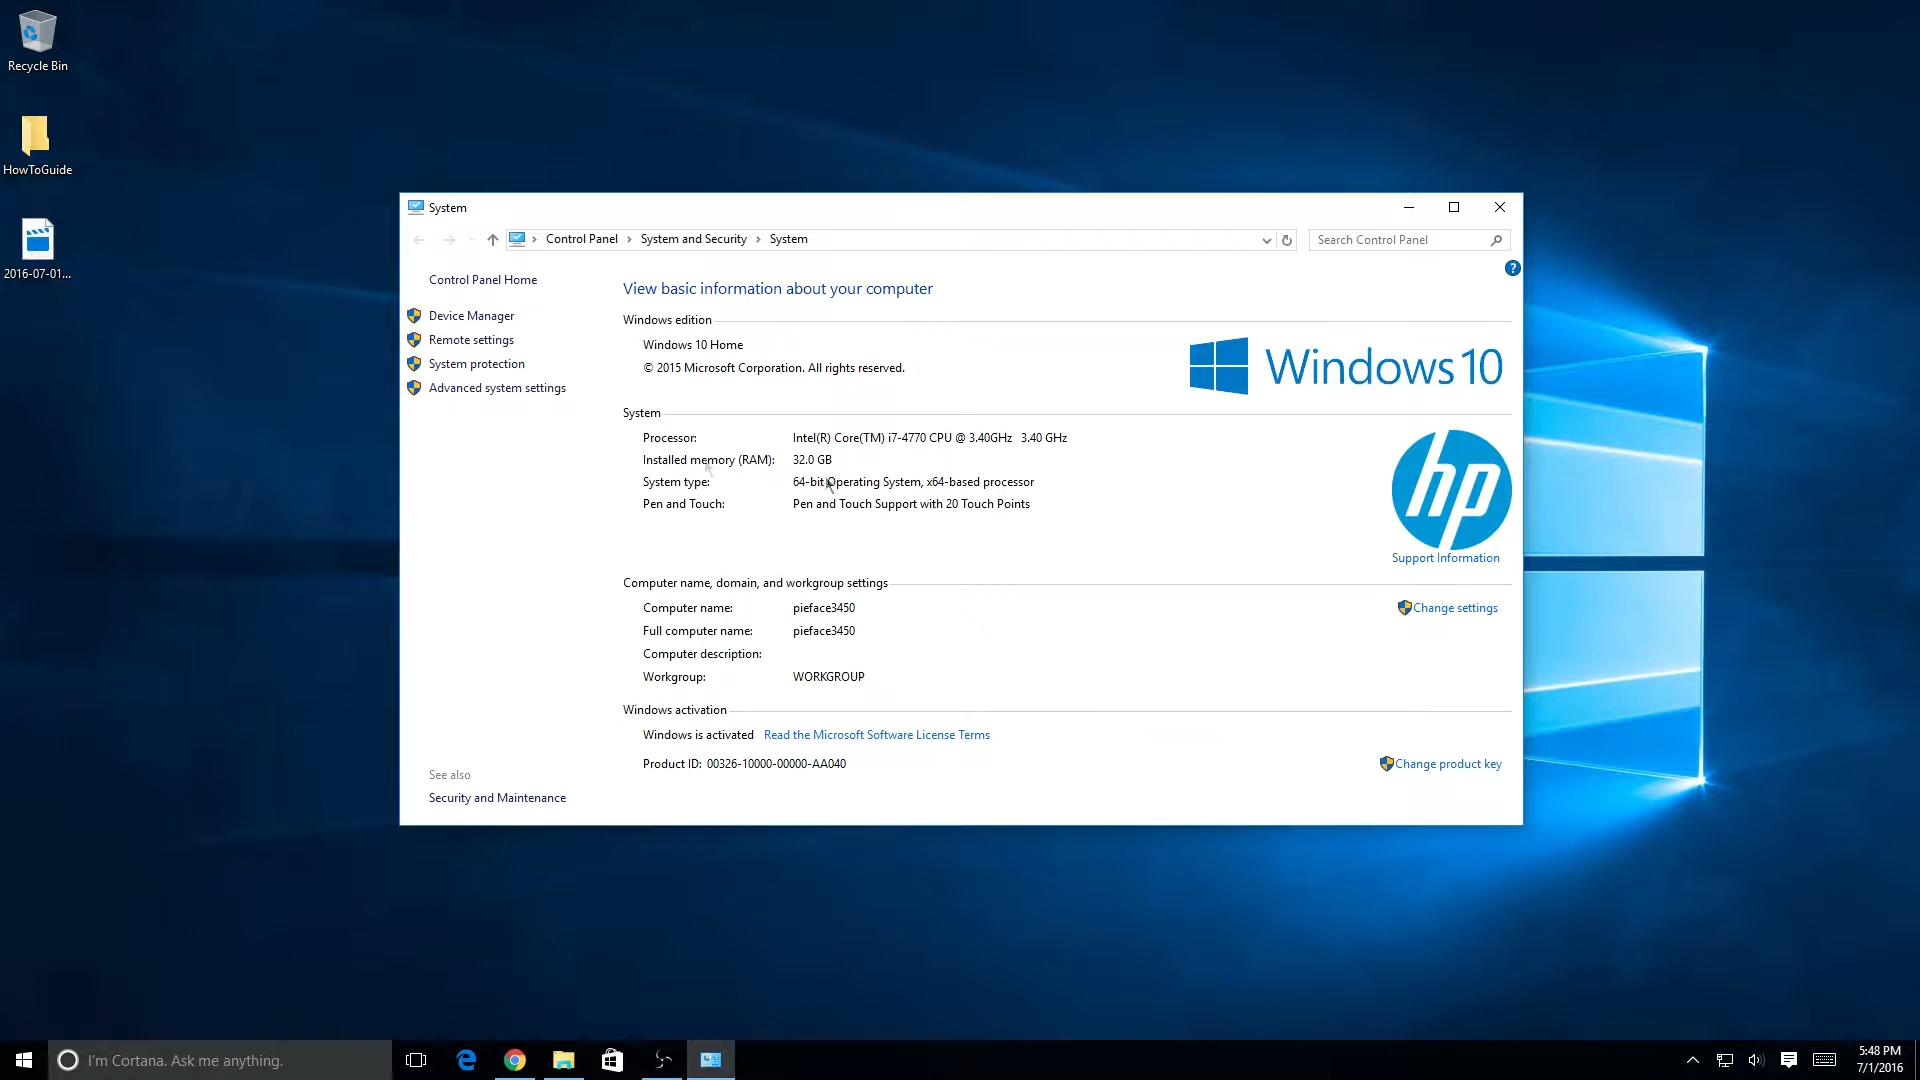 Recycle Bin
HowToGuide
2016-07-01...
System
Control Panel > System and Security > System
Search Control Panel
?
Control Panel Home
Device Manager
Remote settings
System protection
Advanced system settings
See also
Security and Maintenance
View basic information about your computer
Windows edition
Windows 10 Home
© 2015 Microsoft Corporation. All rights reserved.
Windows 10
System
Processor: Intel(R) Core(TM) i7-4770 CPU @ 3.40GHz 3.40 GHz
Installed memory (RAM): 32.0 GB
System type: 64-bit Operating System, x64-based processor
Pen and Touch: Pen and Touch Support with 20 Touch Points
hp
Support Information
Computer name, domain, and workgroup settings
Computer name: pieface3450
Change settings
Full computer name: pieface3450
Computer description:
Workgroup: WORKGROUP
Windows activation
Windows is activated Read the Microsoft Software License Terms
Product ID: 00326-10000-00000-AA040
Change product key
I'm Cortana. Ask me anything.
5:48 PM
7/1/2016